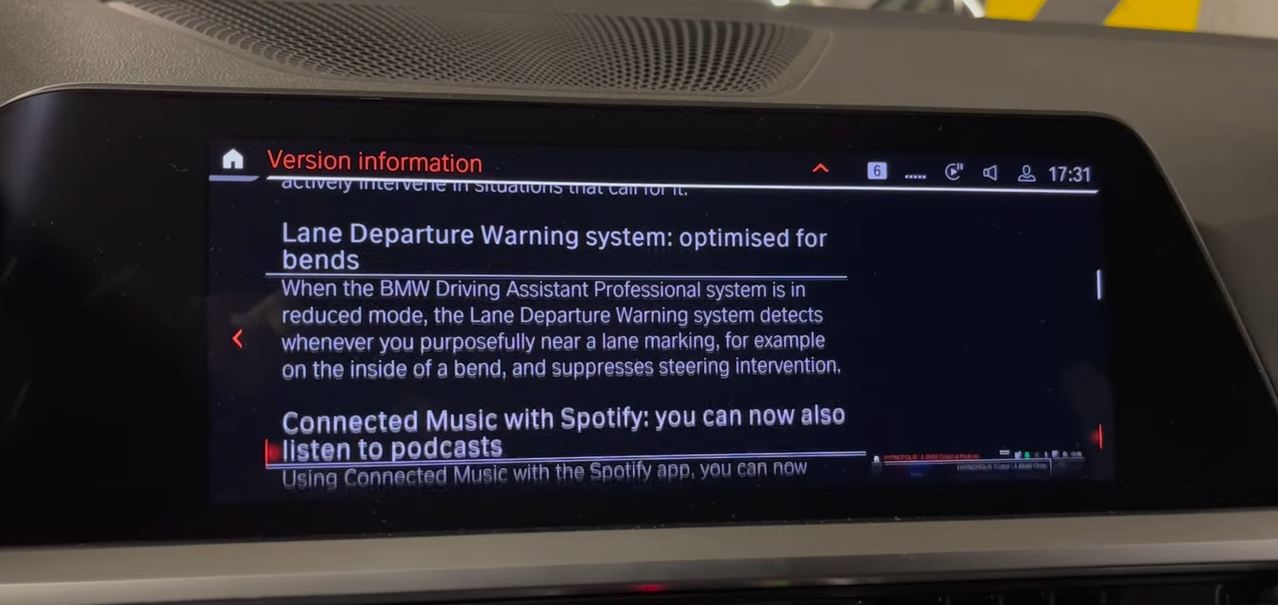 Version information
6
17:31
actively intervene in situations that call for it.
Lane Departure Warning system: optimised for
bends
When the BMW Driving Assistant Professional system is in
reduced mode, the Lane Departure Warning system detects
whenever you purposefully near a lane marking, for example
on the inside of a bend, and suppresses steering intervention.
Connected Music with Spotify: you can now also
listen to podcasts
Using Connected Music with the Spotify app, you can now